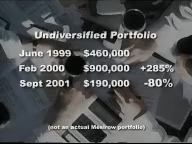 Undiversified Portfolio
June 1999 $460,000
Feb 2000 $900,000 +285%
Sept 2001 $190,000 -80%
(not an actual Mesirow portfolio)